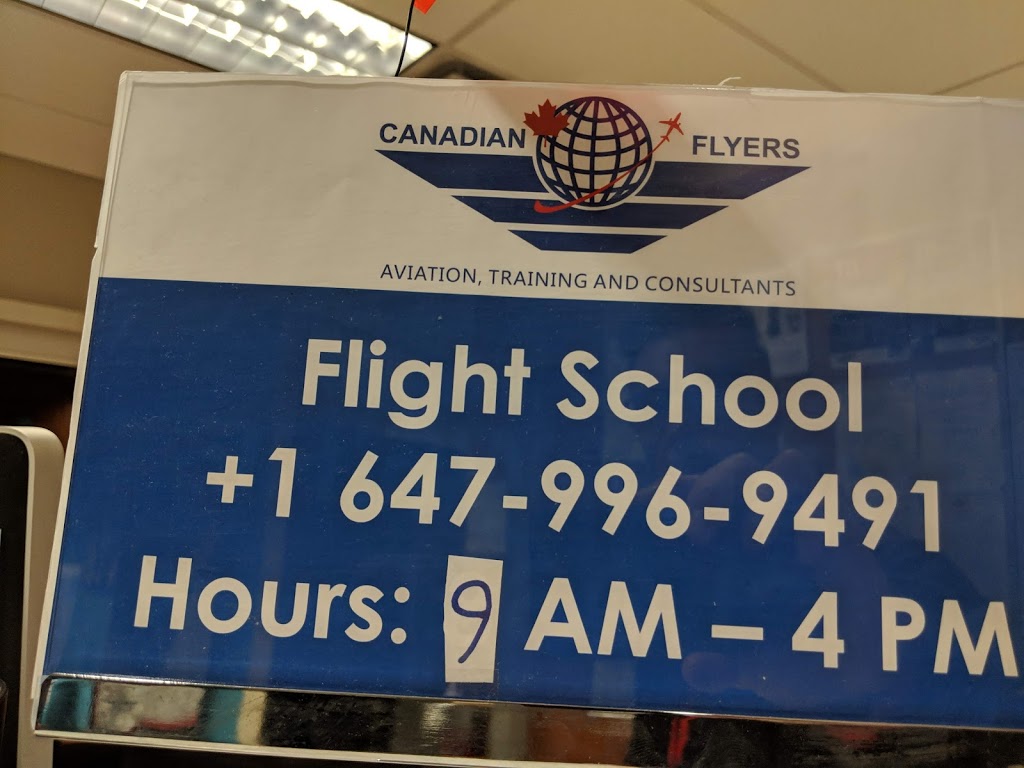 CANADIAN FLYERS
AVIATION, TRAINING AND CONSULTANTS
Flight School
+1 647-996-9491
Hours: 9 AM – 4 PM